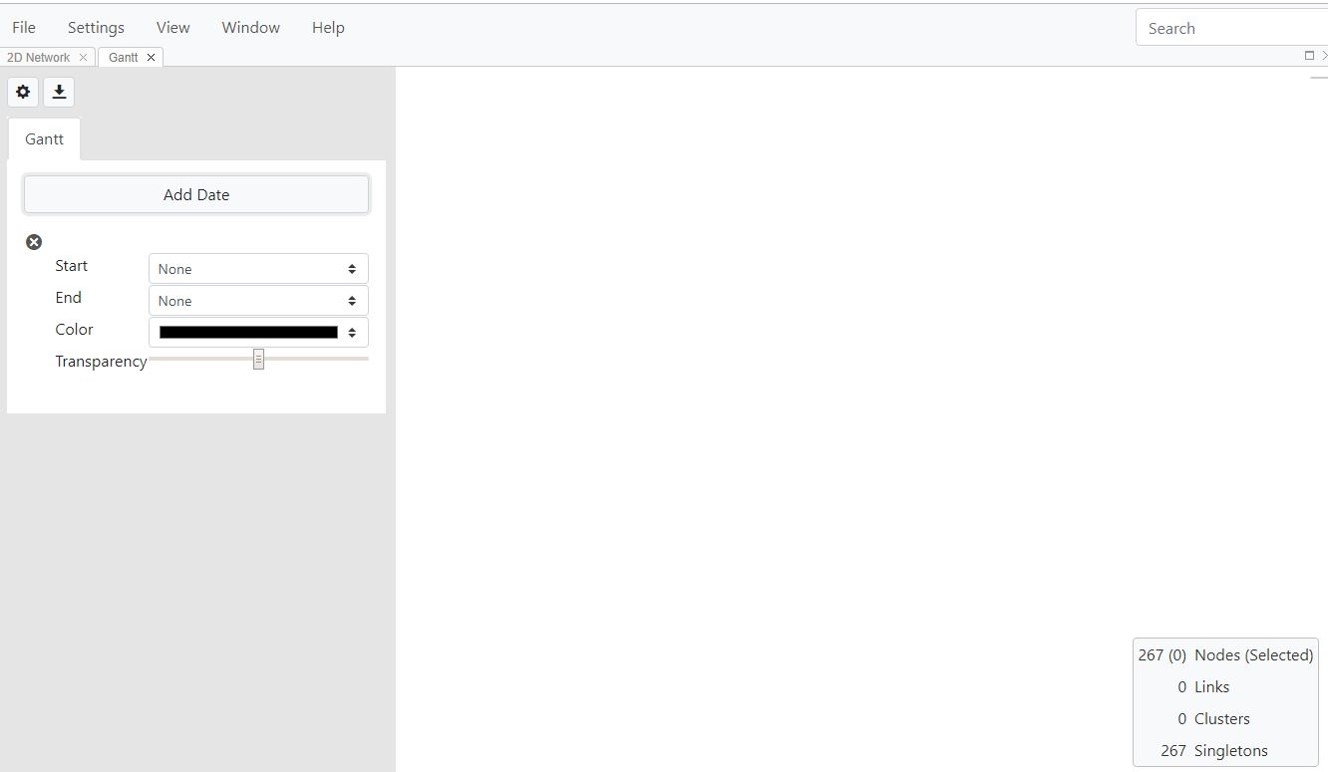 File Settings View Window Help Search
2D Network Gantt
Gantt
Add Date
Start None
End None
Color
Transparency
267 (0) Nodes (Selected)
0 Links
0 Clusters
267 Singletons